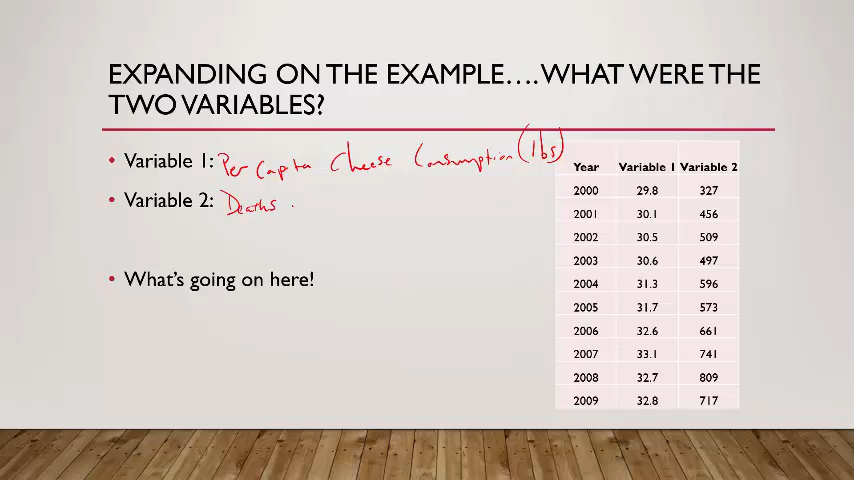 EXPANDING ON THE EXAMPLE....WHAT WERE THE
TWO VARIABLES?
• Variable 1: Per Capita Cheese Consumption (lbs)
• Variable 2: Deaths
• What's going on here!
Year Variable 1 Variable 2
2000 29.8 327
2001 30.1 456
2002 30.5 509
2003 30.6 497
2004 31.3 596
2005 31.7 573
2006 32.6 661
2007 33.1 741
2008 32.7 809
2009 32.8 717